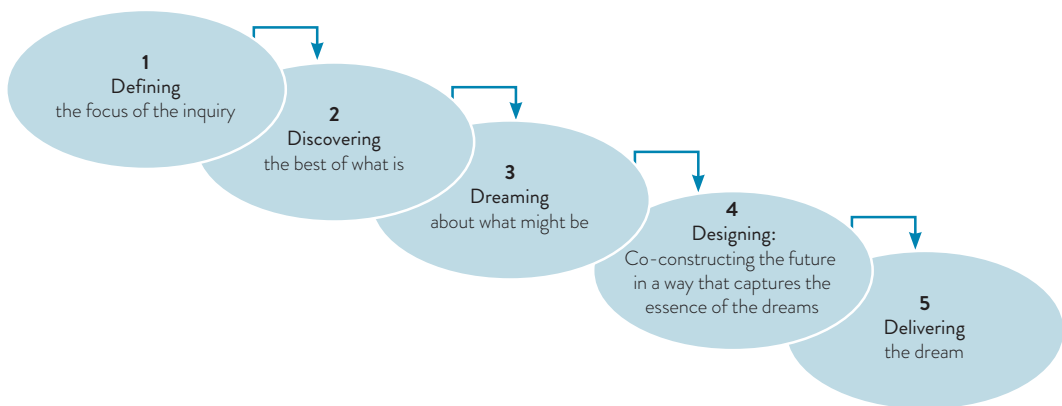 1
Defining
the focus of the inquiry
2
Discovering
the best of what is
3
Dreaming
about what might be
4
Designing:
Co-constructing the future
in a way that captures the
essence of the dreams
5
Delivering
the dream